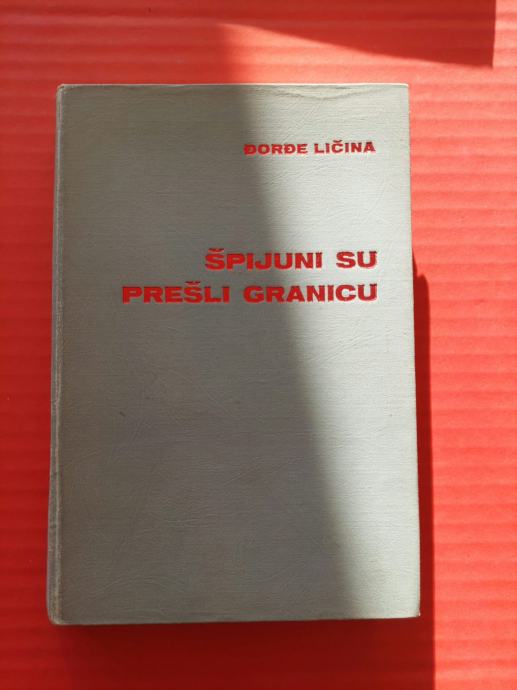 ĐORĐE LIČINA
ŠPIJUNI SU
PREŠLI GRANICU